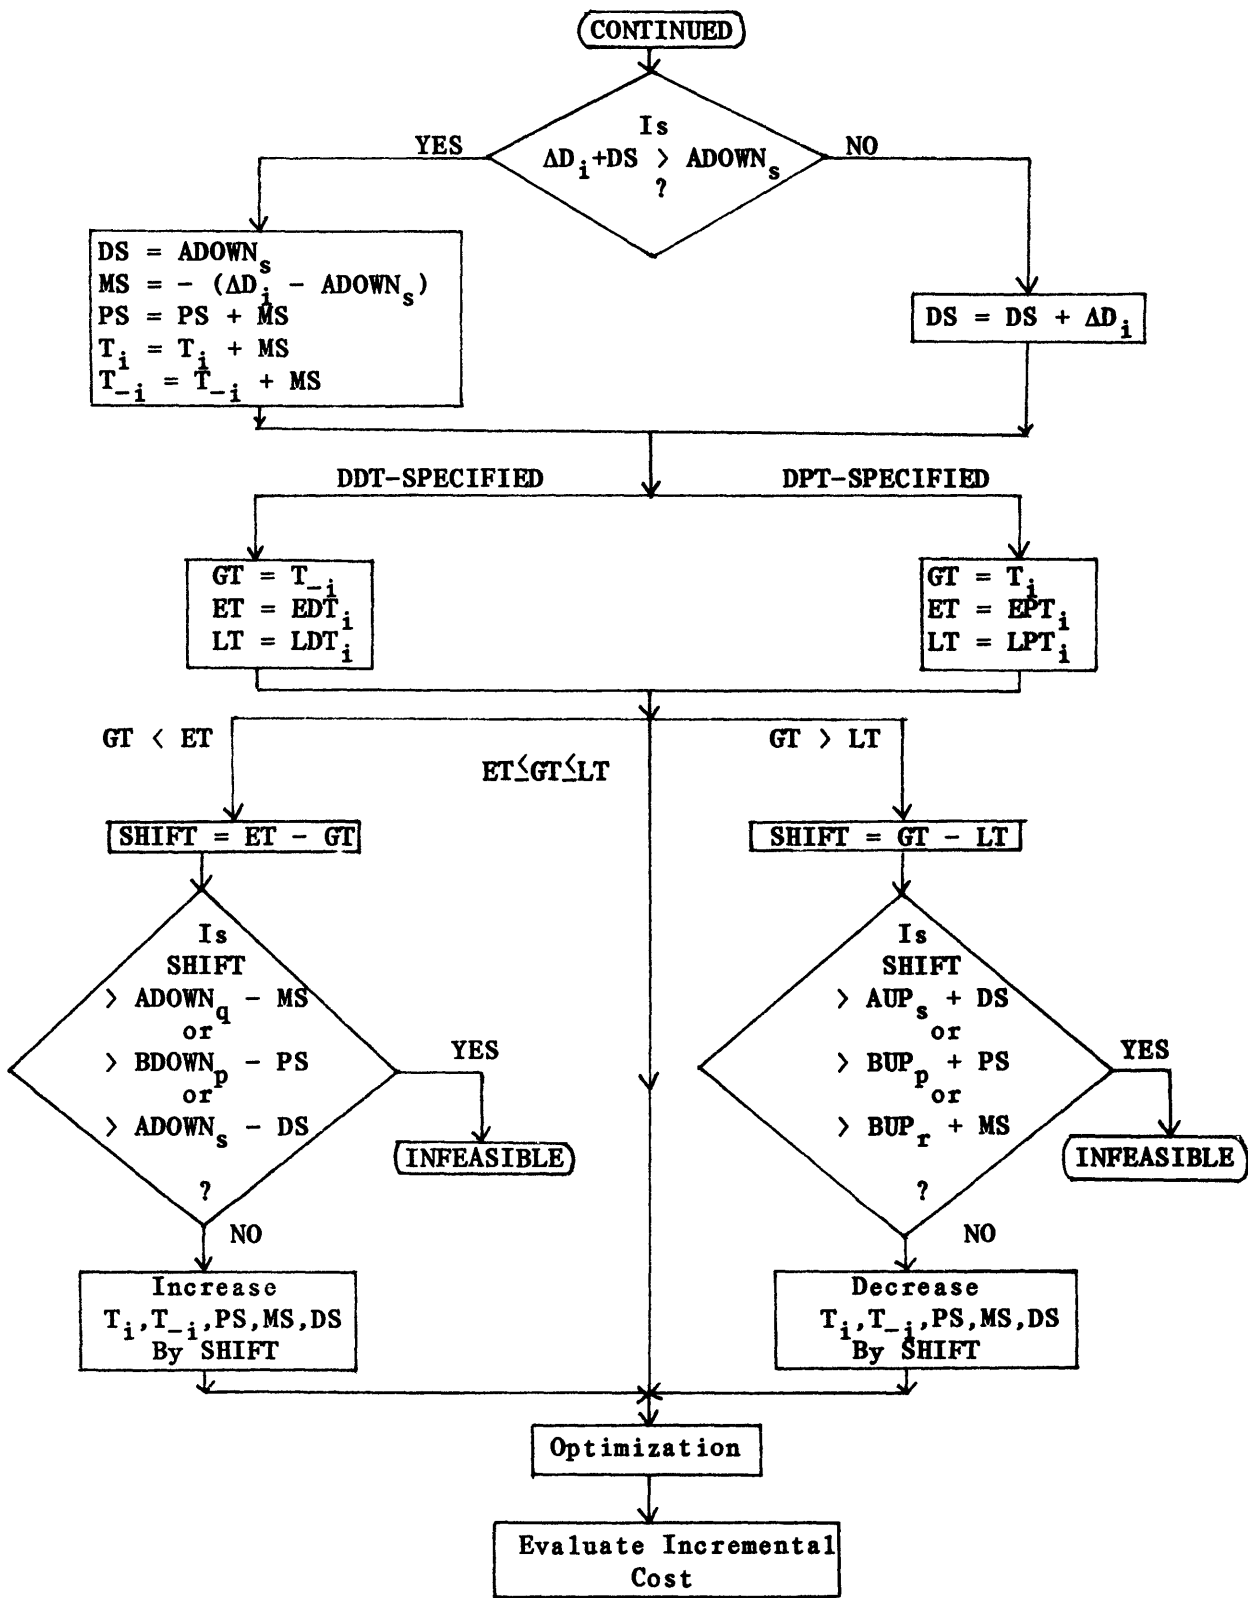 CONTINUED
Is
ΔD_i+DS > ADOWN_s
?
YES
NO
DS = ADOWN_s
MS = - (ΔD_i - ADOWN_s)
PS = PS + MS
T_i = T_i + MS
T_-i = T_-i + MS
DS = DS + ΔD_i
DDT-SPECIFIED
DPT-SPECIFIED
GT = T_-i
ET = EDT_i
LT = LDT_i
GT = T_i
ET = EPT_i
LT = LPT_i
GT < ET
ET≤GT≤LT
GT > LT
SHIFT = ET - GT
SHIFT = GT - LT
Is
SHIFT
> ADOWN_q - MS
or
> BDOWN_p - PS
or
> ADOWN_s - DS
?
YES
INFEASIBLE
NO
Is
SHIFT
> AUP_s + DS
or
> BUP_p + PS
or
> BUP_r + MS
?
YES
INFEASIBLE
NO
Increase
T_i,T_-i,PS,MS,DS
By SHIFT
Decrease
T_i,T_-i,PS,MS,DS
By SHIFT
Optimization
Evaluate Incremental
Cost